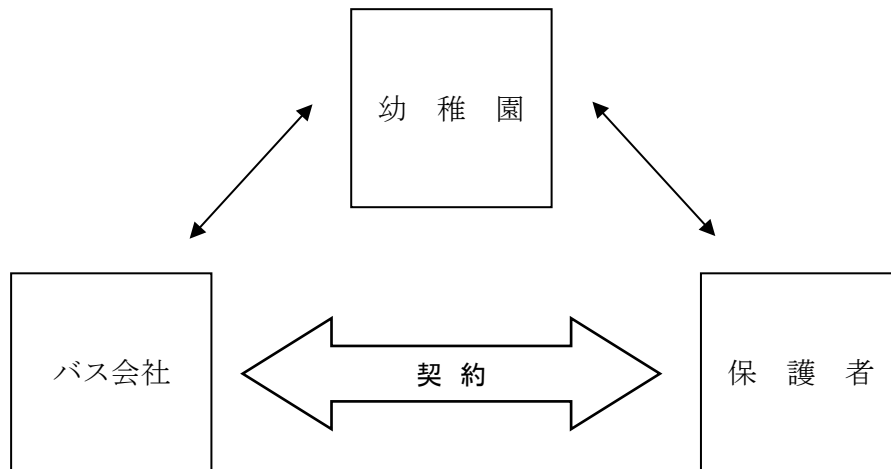 幼 稚 園
バス会社
契 約
保 護 者